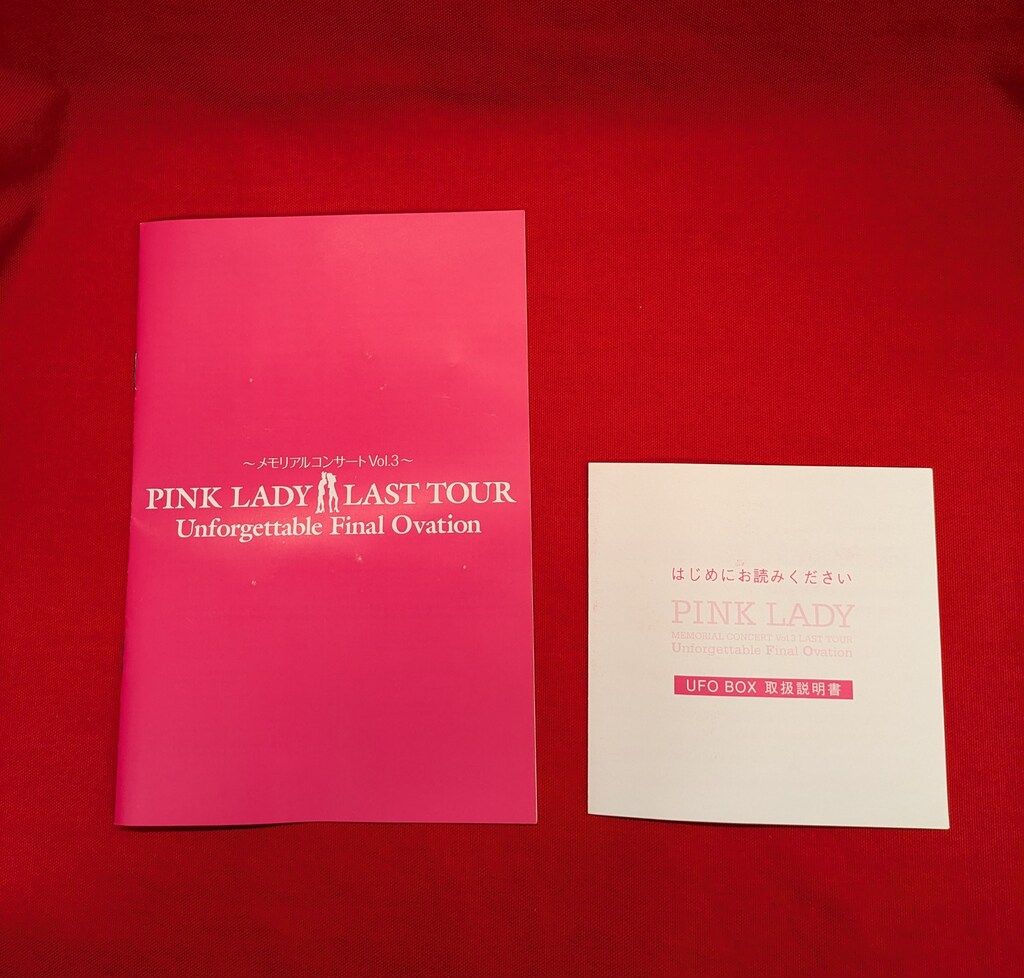 ～メモリアルコンサートVol.3～
PINK LADY LAST TOUR
Unforgettable Final Ovation
はじめにお読みください
PINK LADY
MEMORIAL CONCERT Vol.3 LAST TOUR
Unforgettable Final Ovation
UFO BOX 取扱説明書